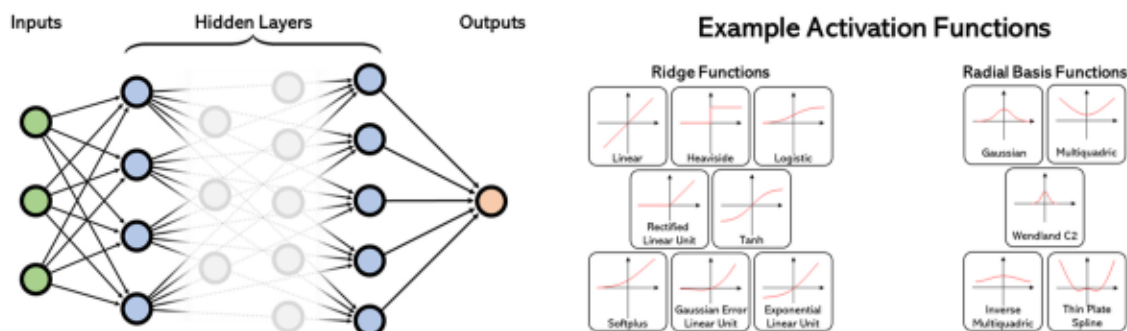 Inputs
Hidden Layers
Outputs
Example Activation Functions
Ridge Functions
Linear
Heaviside
Logistic
Rectified
Linear Unit
Tanh
Softplus
Gaussian Error
Linear Unit
Exponential
Linear Unit
Radial Basis Functions
Gaussian
Multiquadric
Wendland C2
Inverse
Multiquadric
Thin Plate
Spline